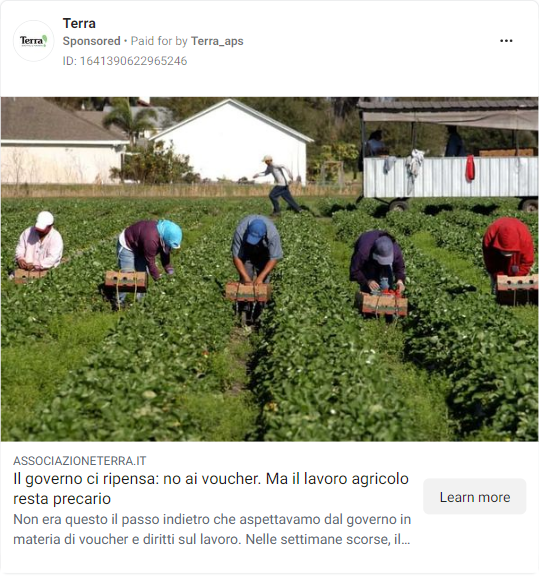 Terra
Terra
Sponsored • Paid for by Terra_aps
ID: 1641390622965246
ASSOCIAZIONETERRA.IT
Il governo ci ripensa: no ai voucher. Ma il lavoro agricolo
resta precario
Non era questo il passo indietro che aspettavamo dal governo in
materia di voucher e diritti sul lavoro. Nelle settimane scorse, il...
Learn more